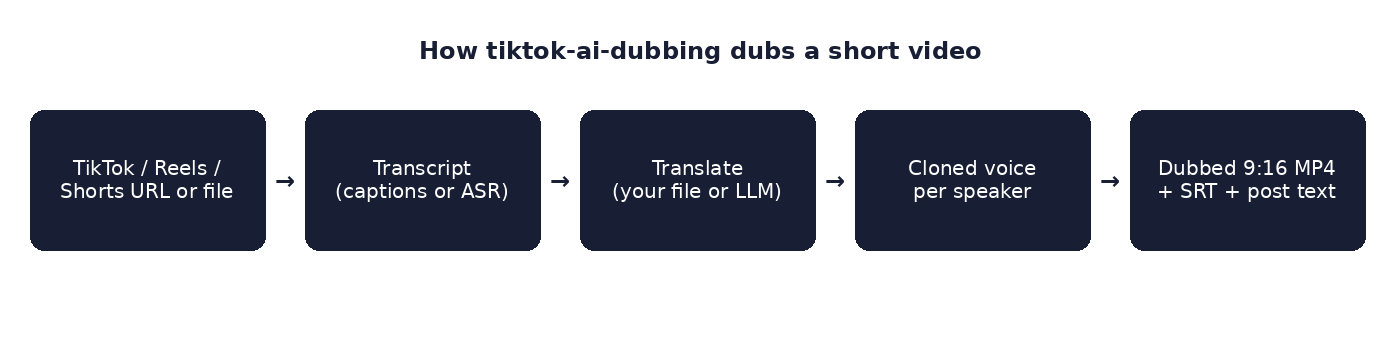 How tiktok-ai-dubbing dubs a short video
TikTok / Reels /
Shorts URL or file
→
Transcript
(captions or ASR)
→
Translate
(your file or LLM)
→
Cloned voice
per speaker
→
Dubbed 9:16 MP4
+ SRT + post text